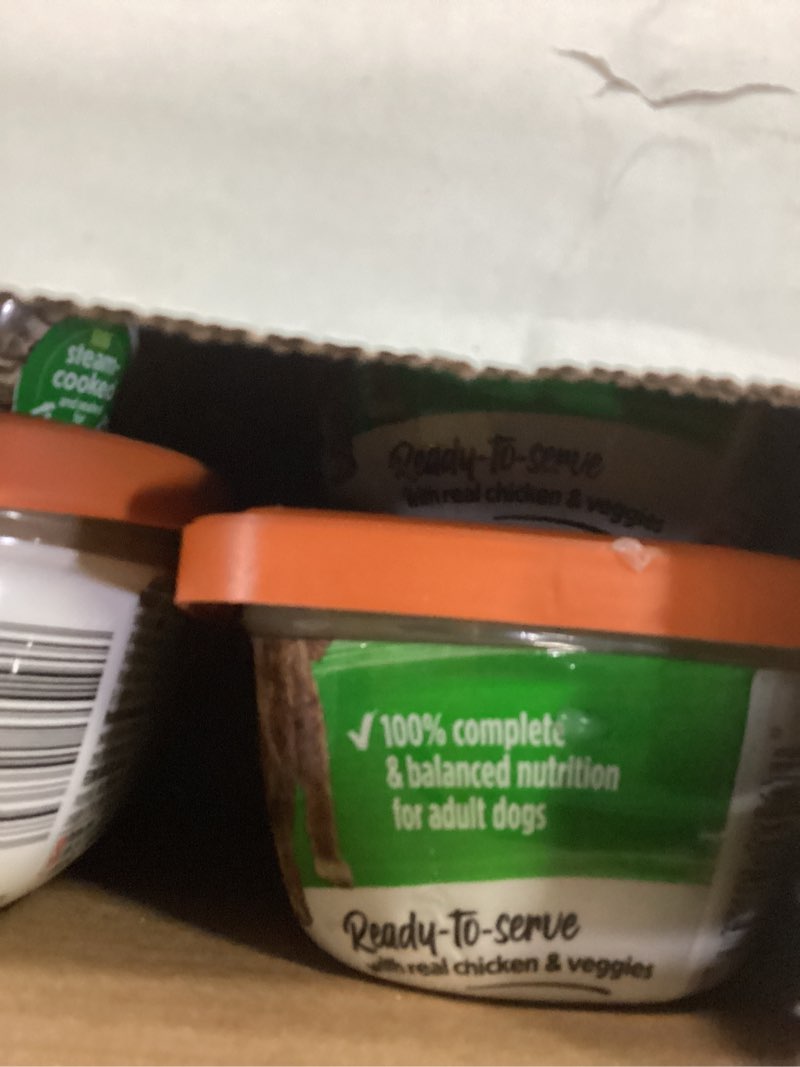 steam-
cooked
Ready-to-serve
with real chicken & veggies
✓ 100% complete
& balanced nutrition
for adult dogs
Ready-to-serve
with real chicken & veggies